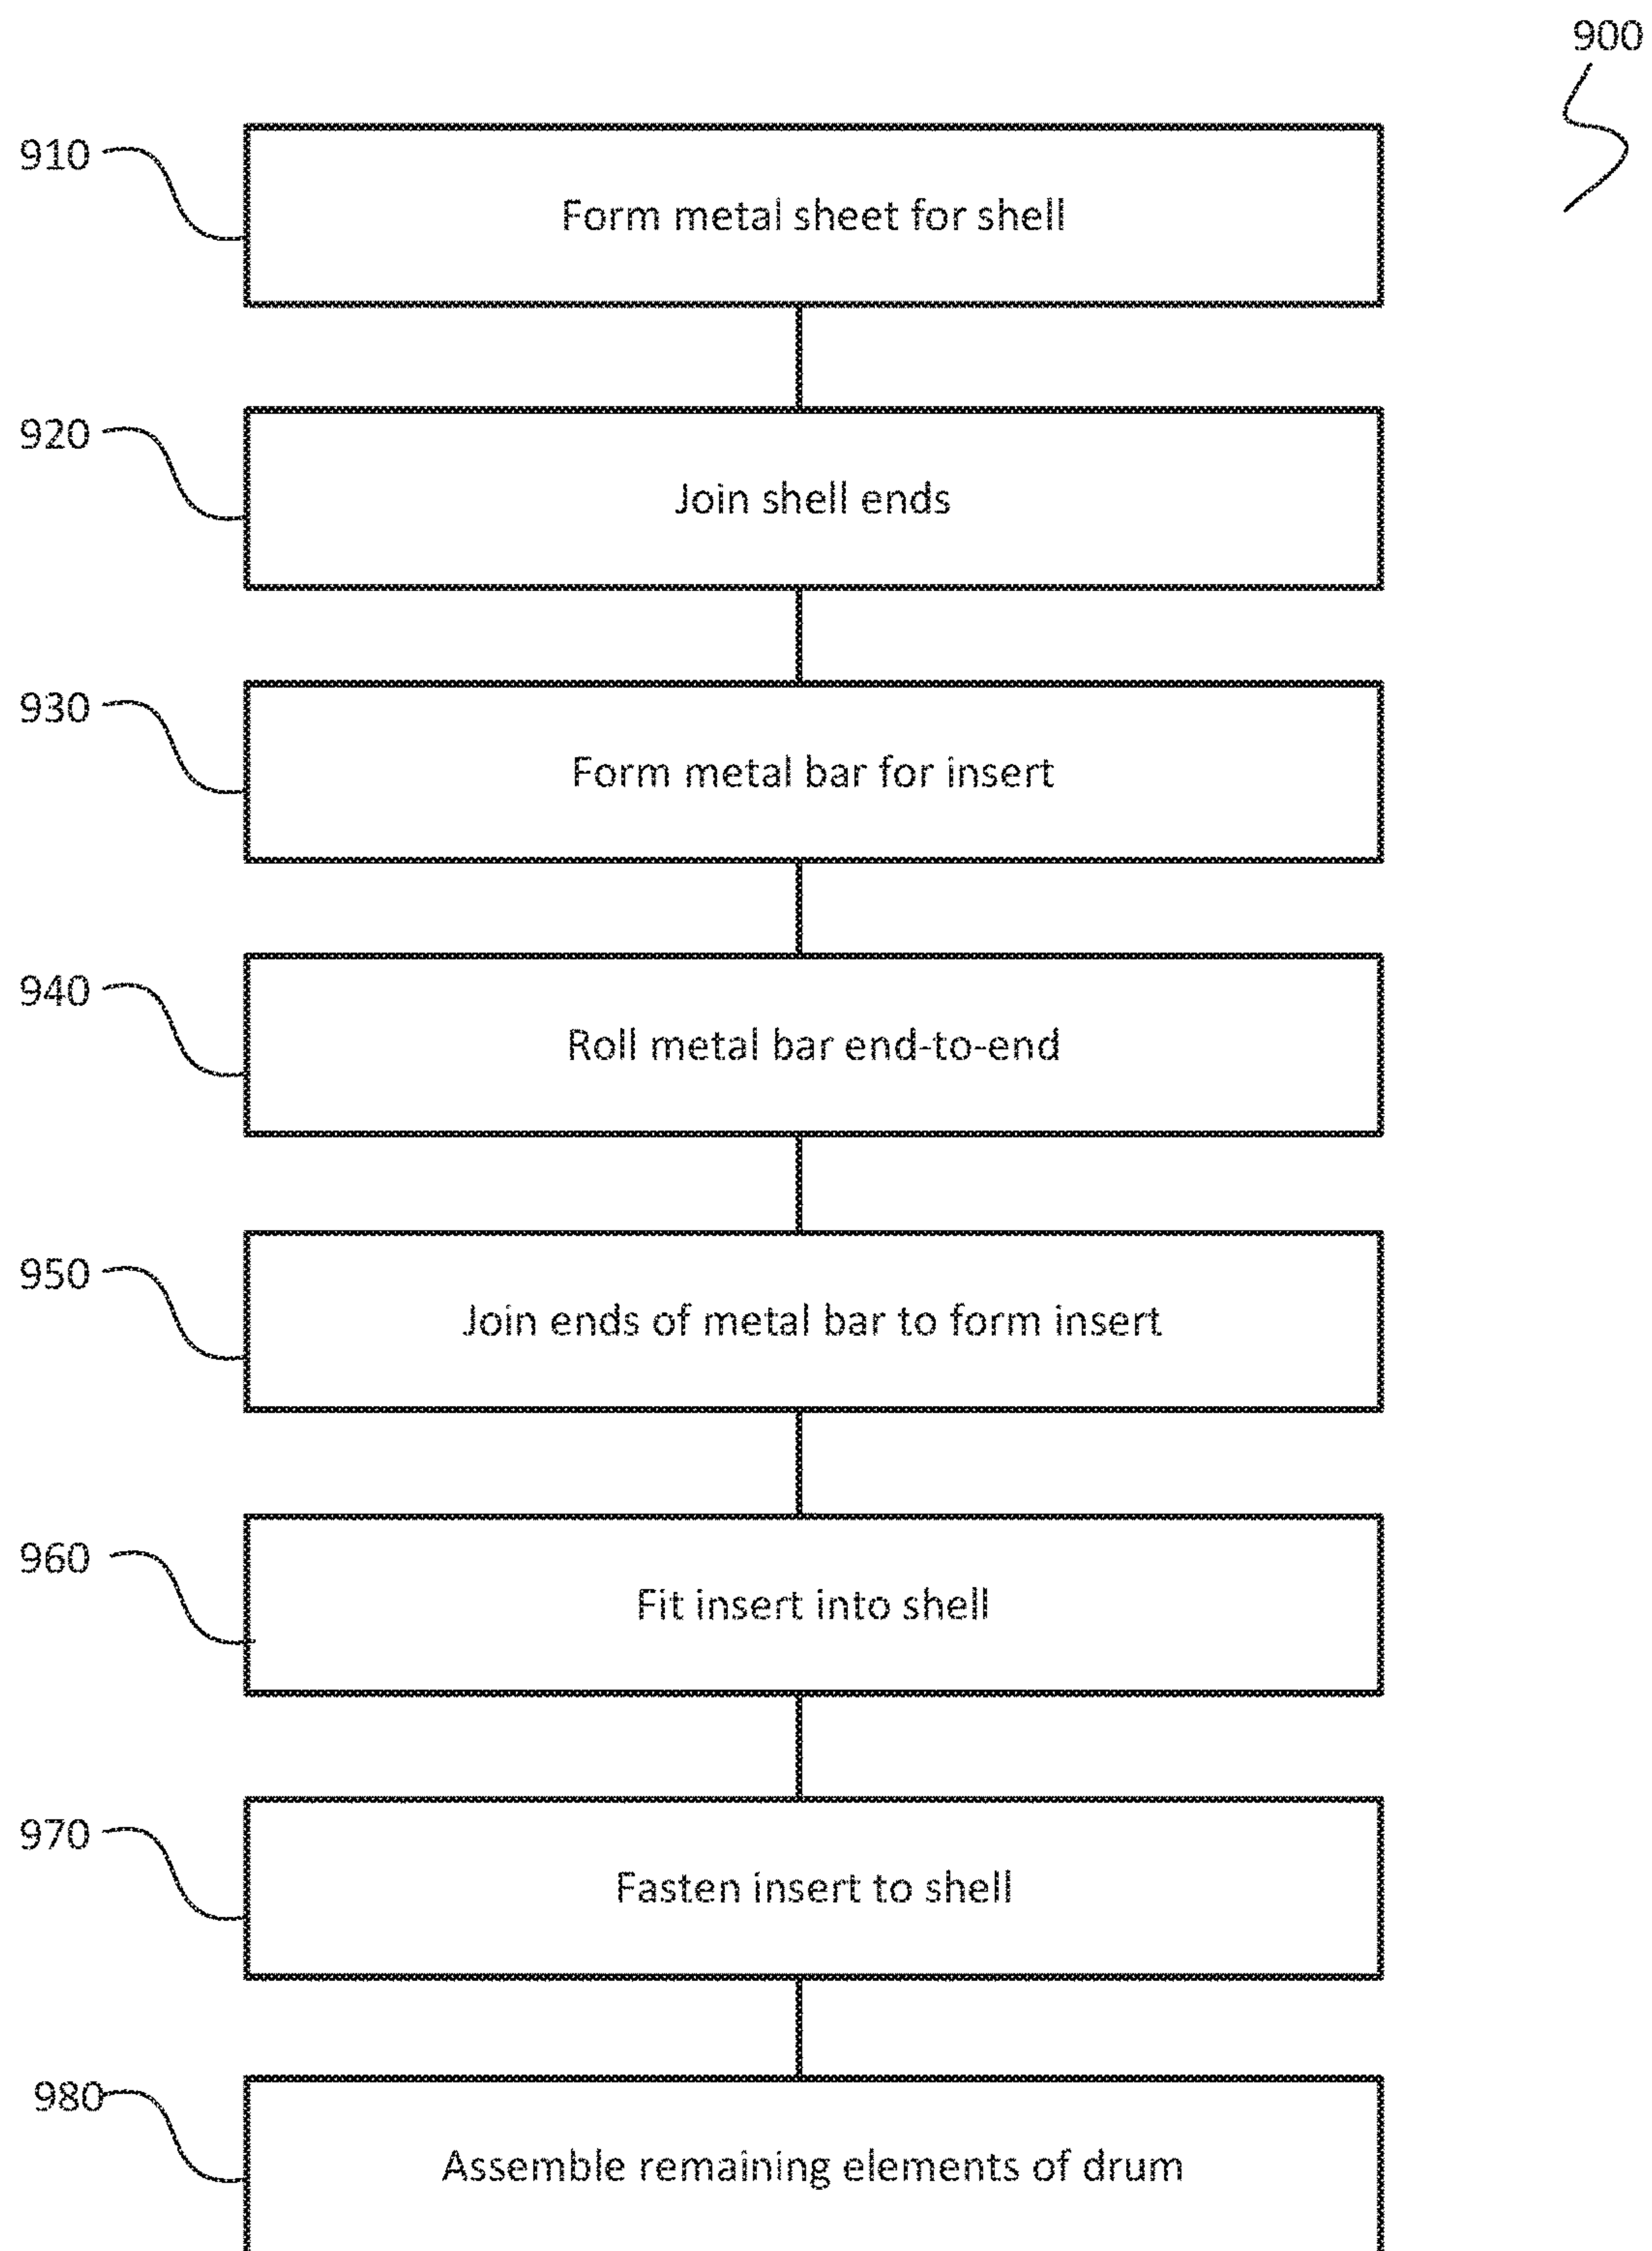 900
910
Form metal sheet for shell
920
Join shell ends
930
Form metal bar for insert
940
Roll metal bar end-to-end
950
Join ends of metal bar to form insert
960
Fit insert into shell
970
Fasten insert to shell
980
Assemble remaining elements of drum